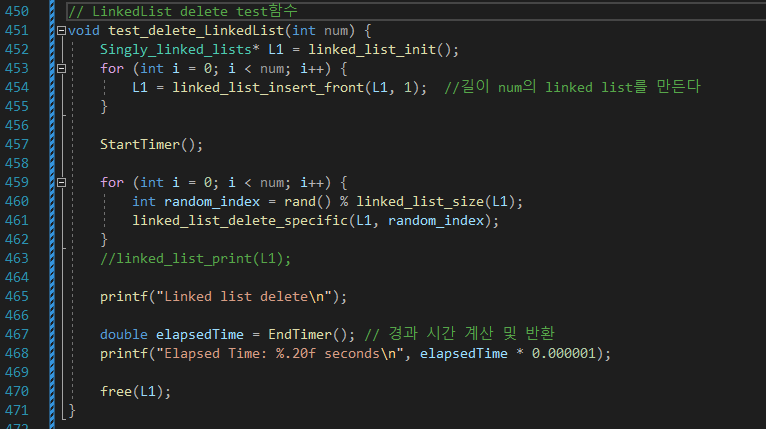 450 // LinkedList delete test함수
451 void test_delete_LinkedList(int num) {
452 Singly_linked_lists* L1 = linked_list_init();
453 for (int i = 0; i < num; i++) {
454 L1 = linked_list_insert_front(L1, 1); //길이 num의 linked list를 만든다
455 }
456
457 StartTimer();
458
459 for (int i = 0; i < num; i++) {
460 int random_index = rand() % linked_list_size(L1);
461 linked_list_delete_specific(L1, random_index);
462 }
463 //linked_list_print(L1);
464
465 printf("Linked list delete\n");
466
467 double elapsedTime = EndTimer(); // 경과 시간 계산 및 반환
468 printf("Elapsed Time: %.20f seconds\n", elapsedTime * 0.000001);
469
470 free(L1);
471 }